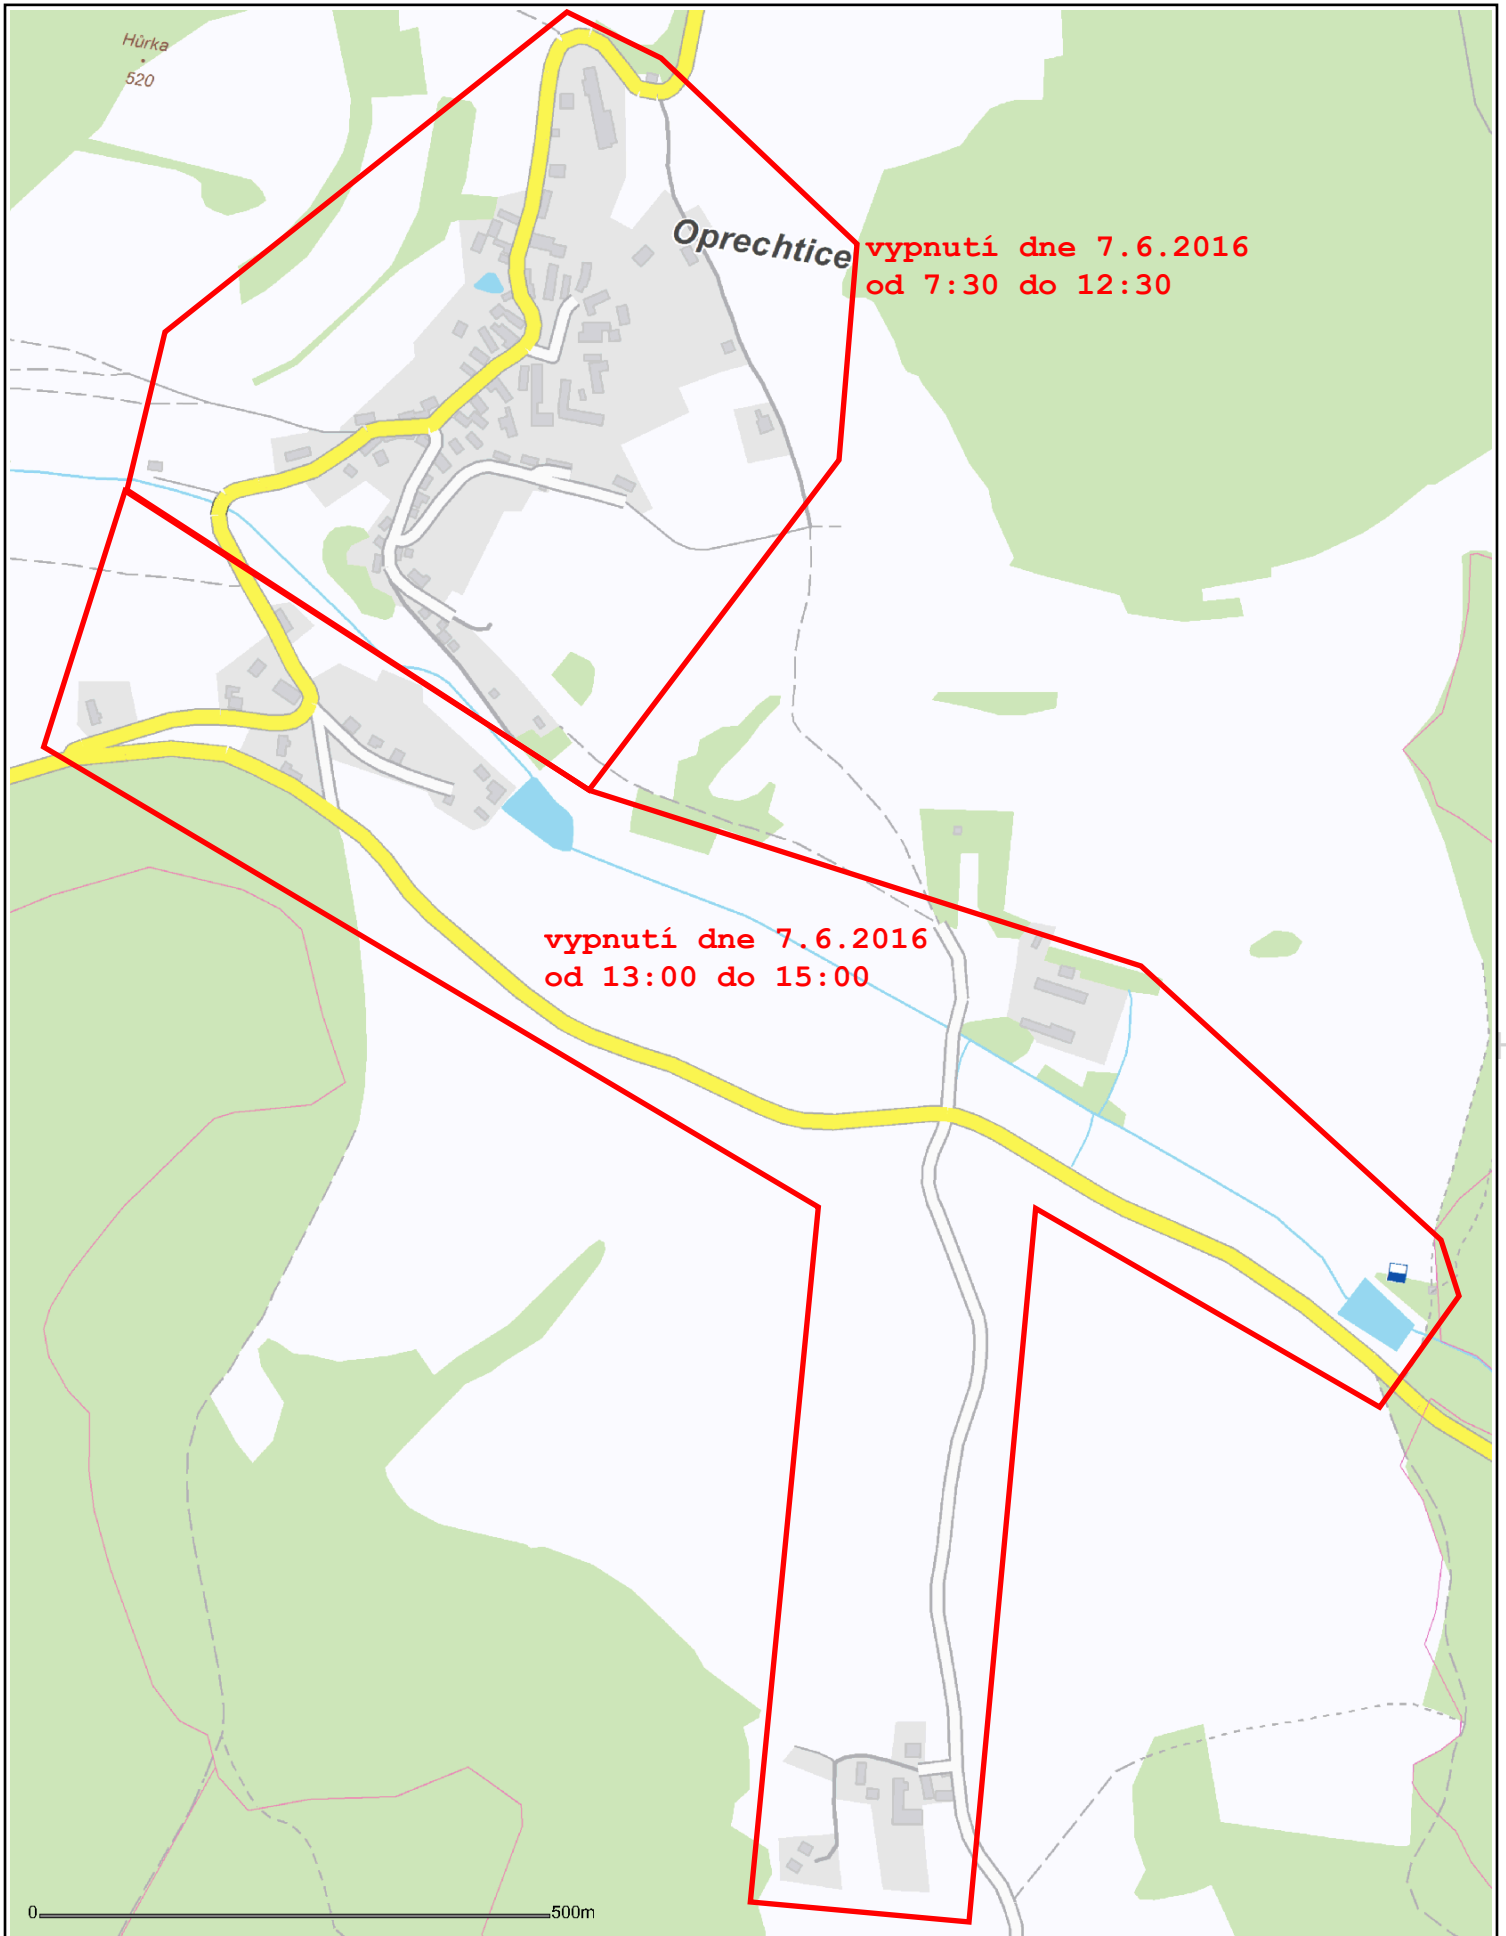 Hůrka
520
Oprechtice
vypnutí dne 7.6.2016
od 7:30 do 12:30
vypnutí dne 7.6.2016
od 13:00 do 15:00
0 500m